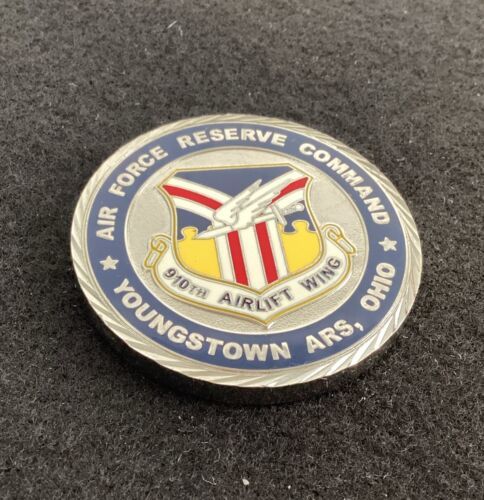 AIR FORCE RESERVE COMMAND
910TH AIRLIFT WING
YOUNGSTOWN ARS, OHIO